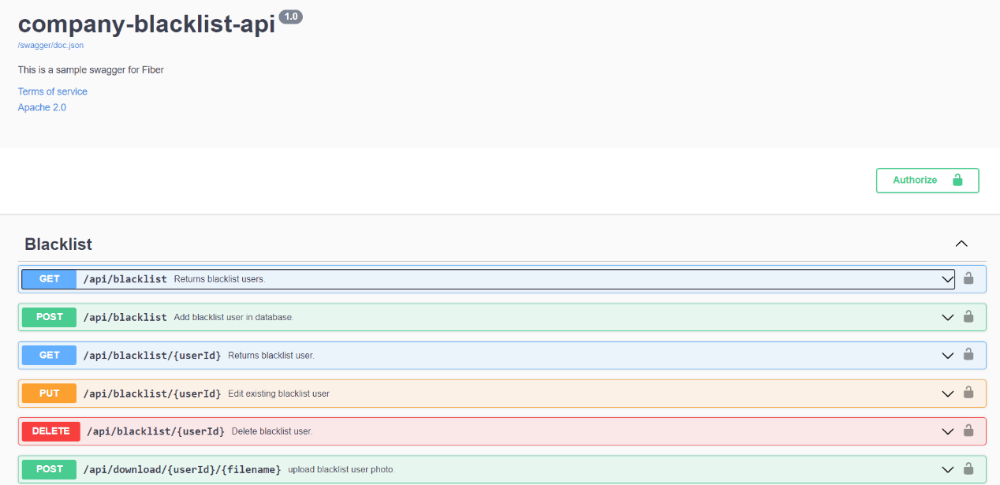 company-blacklist-api 1.0
/swagger/doc.json
This is a sample swagger for Fiber
Terms of service
Apache 2.0
Authorize
Blacklist
GET /api/blacklist Returns blacklist users.
POST /api/blacklist Add blacklist user in database.
GET /api/blacklist/{userId} Returns blacklist user.
PUT /api/blacklist/{userId} Edit existing blacklist user
DELETE /api/blacklist/{userId} Delete blacklist user.
POST /api/download/{userId}/{filename} upload blacklist user photo.